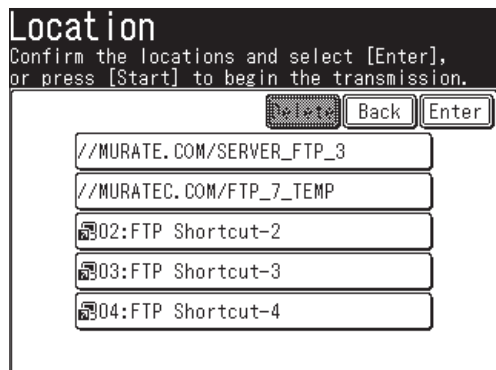 Location
Confirm the locations and select [Enter],
or press [Start] to begin the transmission.
Delete Back Enter
//MURATE.COM/SERVER_FTP_3
//MURATEC.COM/FTP_7_TEMP
02:FTP Shortcut-2
03:FTP Shortcut-3
04:FTP Shortcut-4